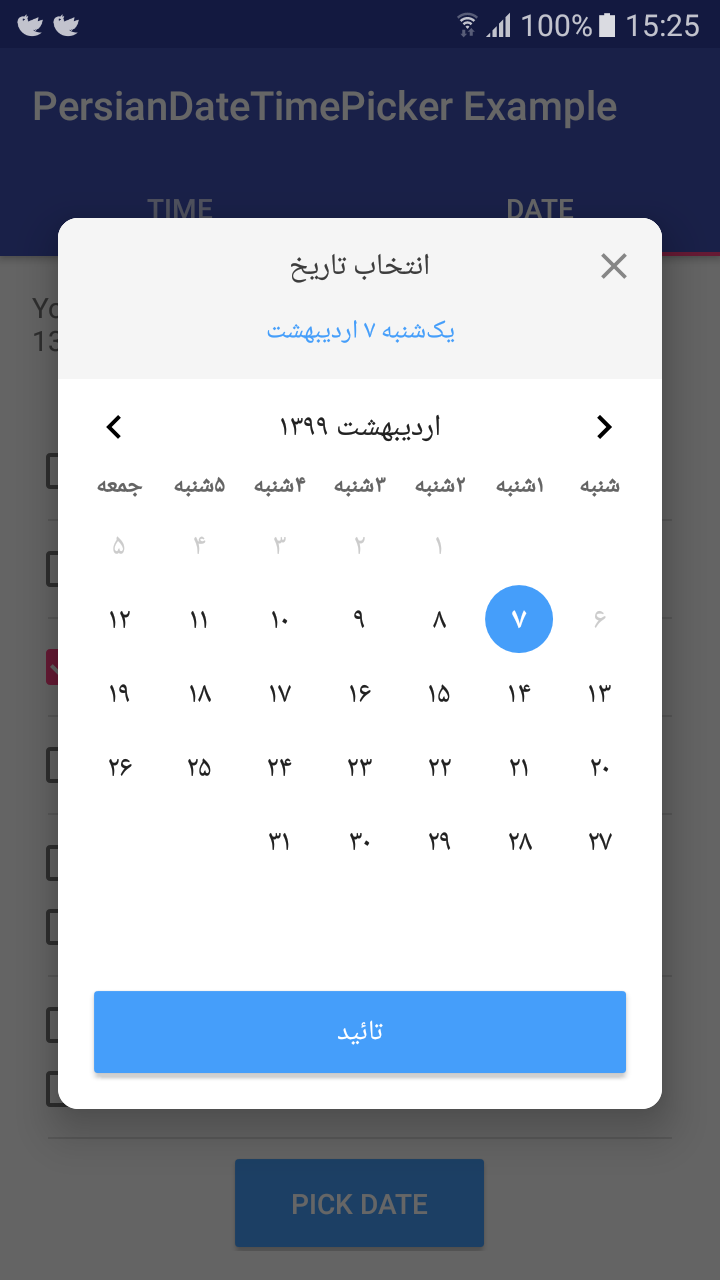 100% 15:25
PersianDateTimePicker Example
TIME DATE
Yo
13
انتخاب تاریخ
یک‌شنبه ۷ اردیبهشت
اردیبهشت ۱۳۹۹
شنبه ۱شنبه ۲شنبه ۳شنبه ۴شنبه ۵شنبه جمعه
۱ ۲ ۳ ۴ ۵
۶ ۷ ۸ ۹ ۱۰ ۱۱ ۱۲
۱۳ ۱۴ ۱۵ ۱۶ ۱۷ ۱۸ ۱۹
۲۰ ۲۱ ۲۲ ۲۳ ۲۴ ۲۵ ۲۶
۲۷ ۲۸ ۲۹ ۳۰ ۳۱
تائید
PICK DATE